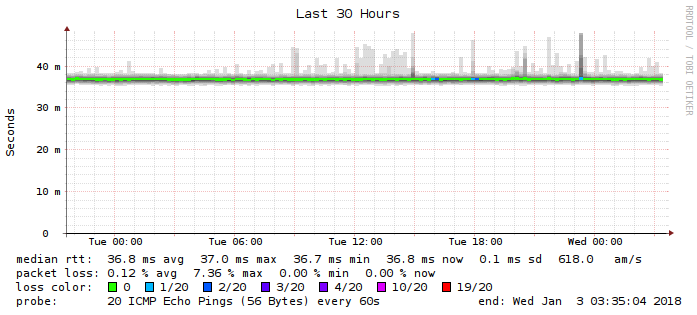 Last 30 Hours
RRDTOOL / TOBI OETIKER
Seconds
40 m
30 m
20 m
10 m
0
Tue 00:00 Tue 06:00 Tue 12:00 Tue 18:00 Wed 00:00
median rtt: 36.8 ms avg 37.0 ms max 36.7 ms min 36.8 ms now 0.1 ms sd 618.0 am/s
packet loss: 0.12 % avg 7.36 % max 0.00 % min 0.00 % now
loss color: 0 1/20 2/20 3/20 4/20 10/20 19/20
probe: 20 ICMP Echo Pings (56 Bytes) every 60s end: Wed Jan 3 03:35:04 2018